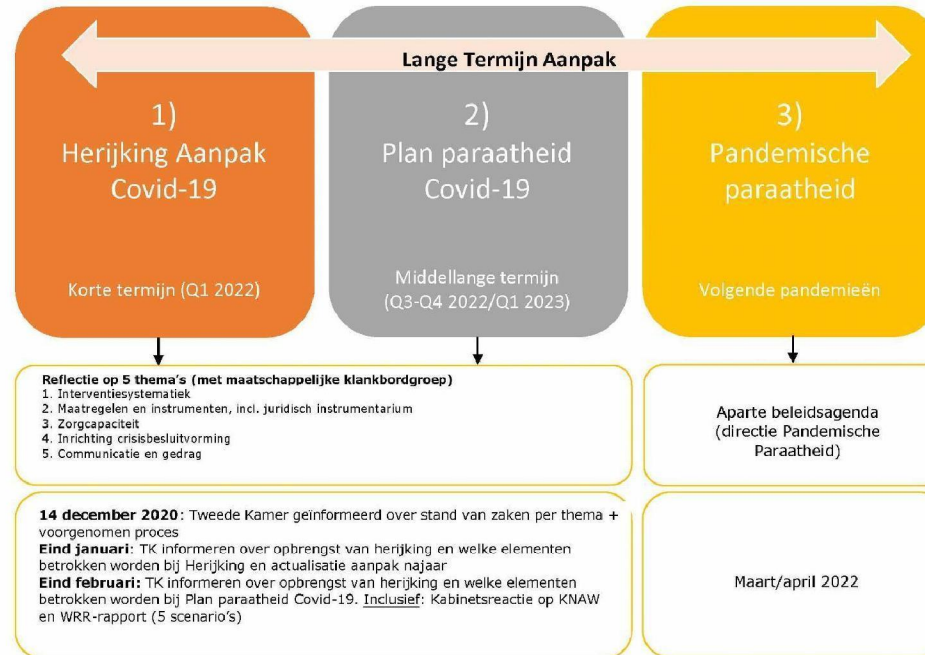 Lange Termijn Aanpak
1)
Herijking Aanpak
Covid-19
Korte termijn (Q1 2022)
2)
Plan paraatheid
Covid-19
Middellange termijn
(Q3-Q4 2022/Q1 2023)
3)
Pandemische
paraatheid
Volgende pandemieën
Reflectie op 5 thema's (met maatschappelijke klankbordgroep)
1. Interventiesystematiek
2. Maatregelen en instrumenten, incl. juridisch instrumentarium
3. Zorgcapaciteit
4. Inrichting crisisbesluitvorming
5. Communicatie en gedrag
Aparte beleidsagenda
(directie Pandemische
Paraatheid)
14 december 2020: Tweede Kamer geïnformeerd over stand van zaken per thema +
voorgenomen proces
Eind januari: TK informeren over opbrengst van herijking en welke elementen
betrokken worden bij Herijking en actualisatie aanpak najaar
Eind februari: TK informeren over opbrengst van herijking en welke elementen
betrokken worden bij Plan paraatheid Covid-19. Inclusief: Kabinetsreactie op KNAW
en WRR-rapport (5 scenario's)
Maart/april 2022